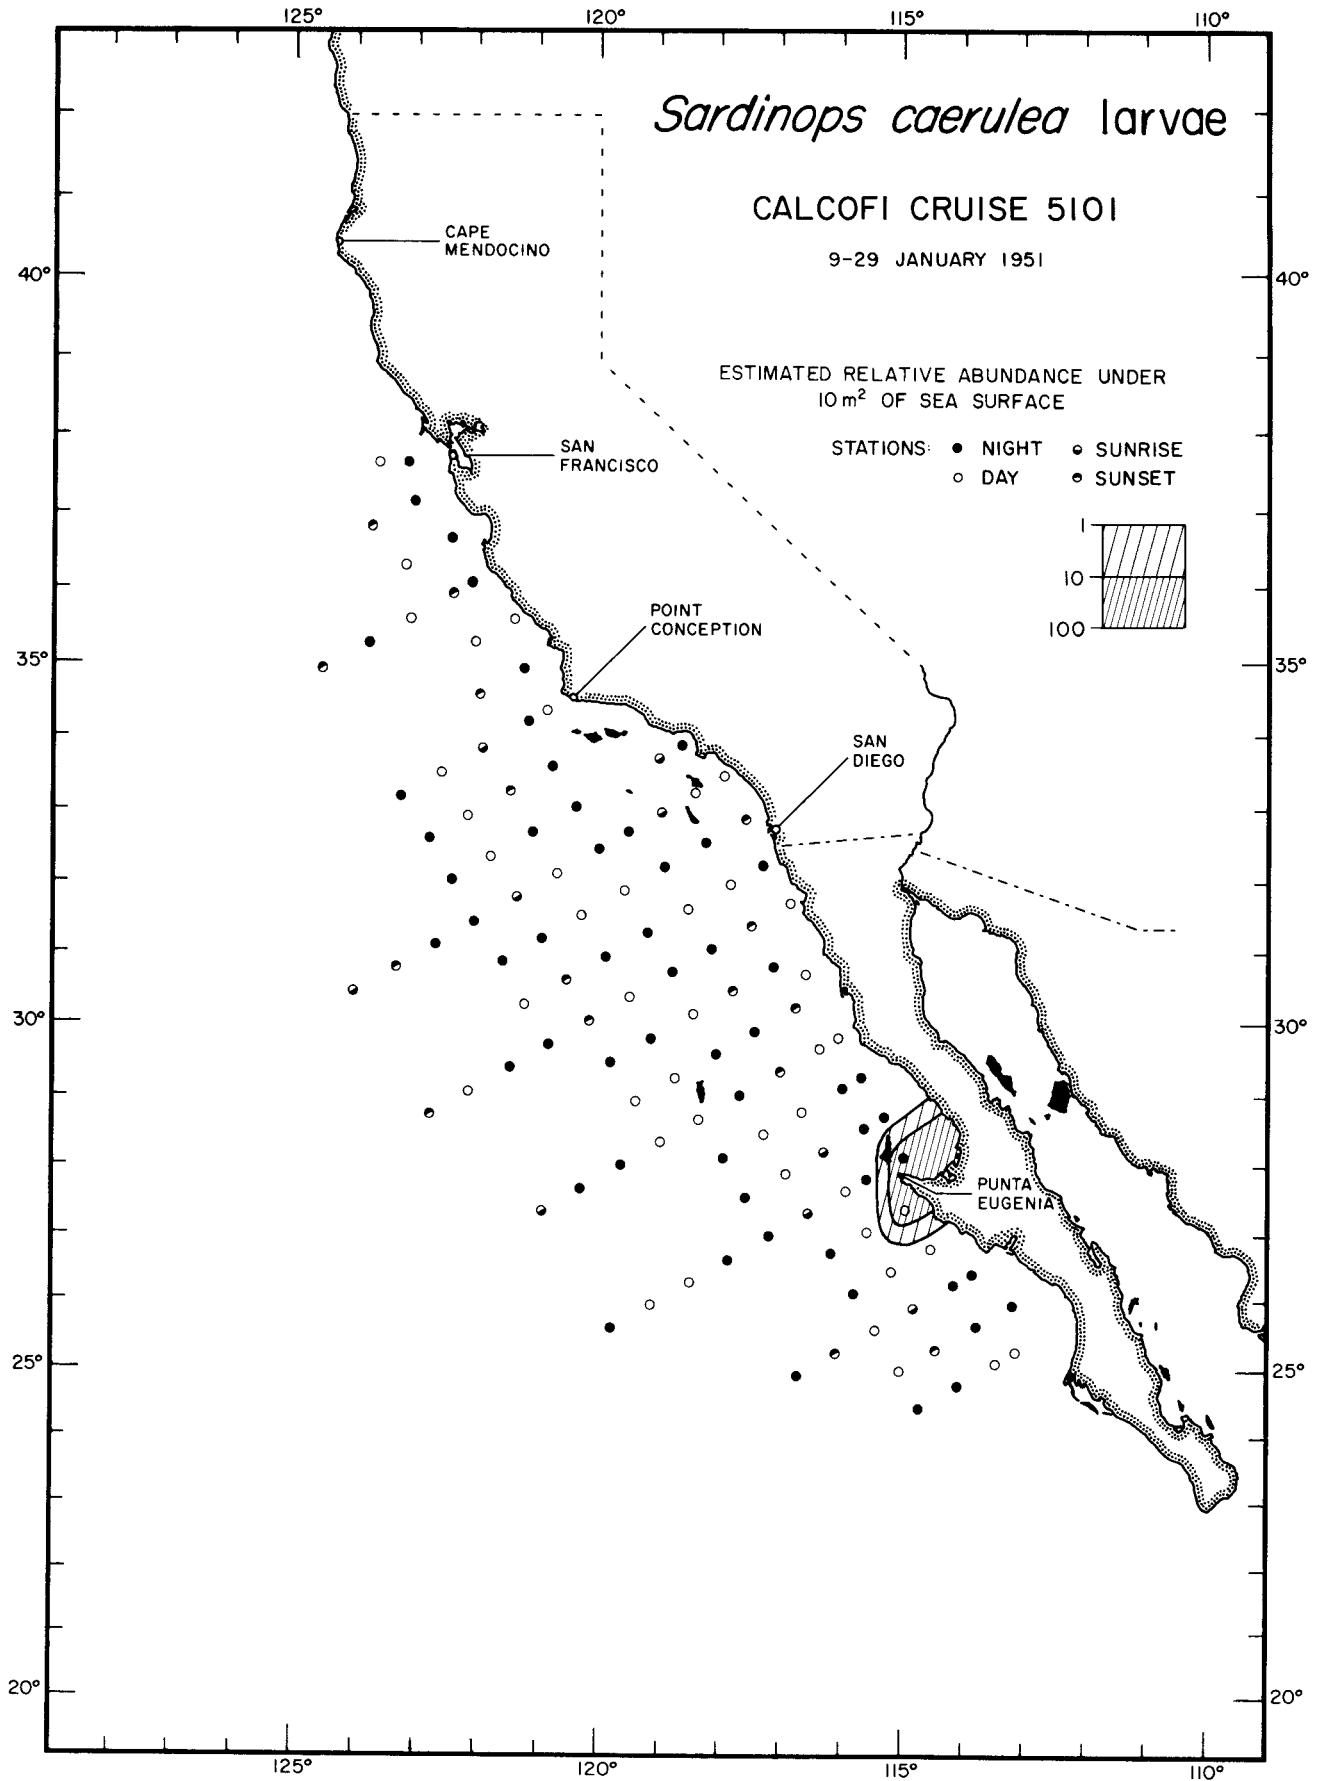 125° 120° 115° 110°
Sardinops caerulea larvae
CALCOFI CRUISE 5101
9-29 JANUARY 1951
CAPE
MENDOCINO
40° 40°
ESTIMATED RELATIVE ABUNDANCE UNDER
10 m² OF SEA SURFACE
STATIONS: NIGHT SUNRISE
DAY SUNSET
SAN
FRANCISCO
1
10
100
POINT
CONCEPTION
35° 35°
SAN
DIEGO
30° 30°
PUNTA
EUGENIA
25° 25°
20° 20°
125° 120° 115° 110°